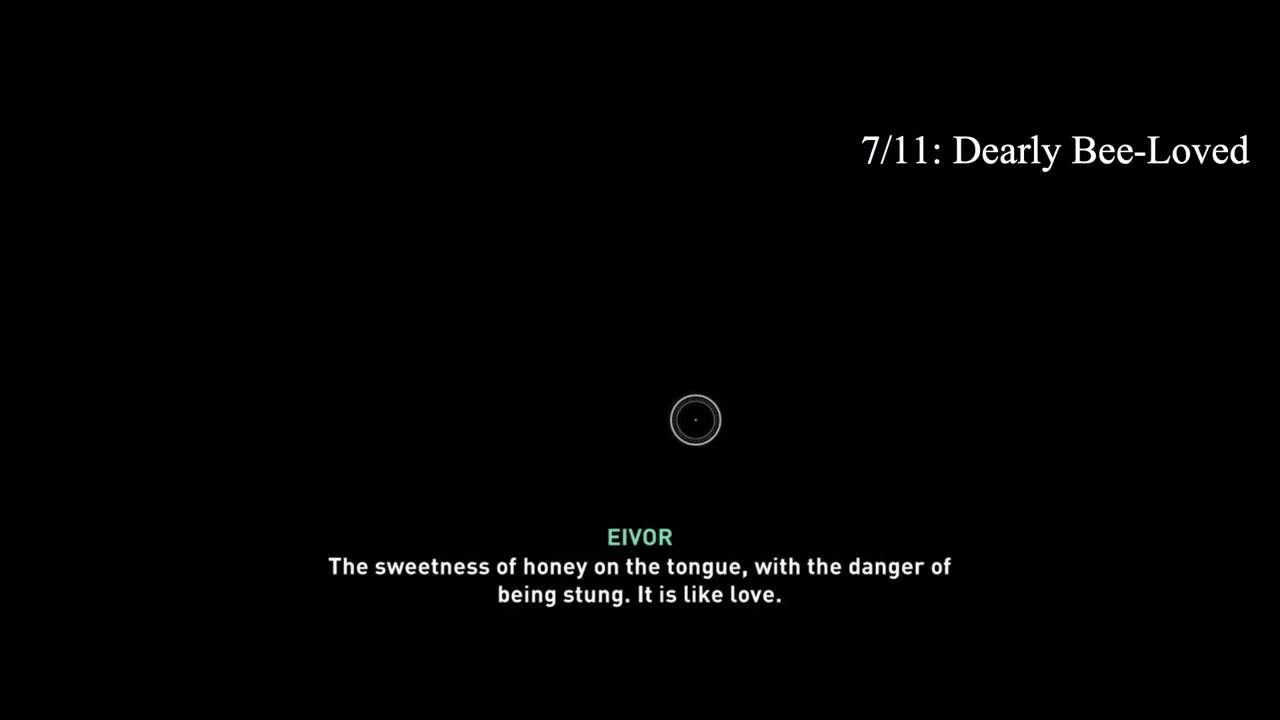 7/11: Dearly Bee-Loved
EIVOR
The sweetness of honey on the tongue, with the danger of
being stung. It is like love.